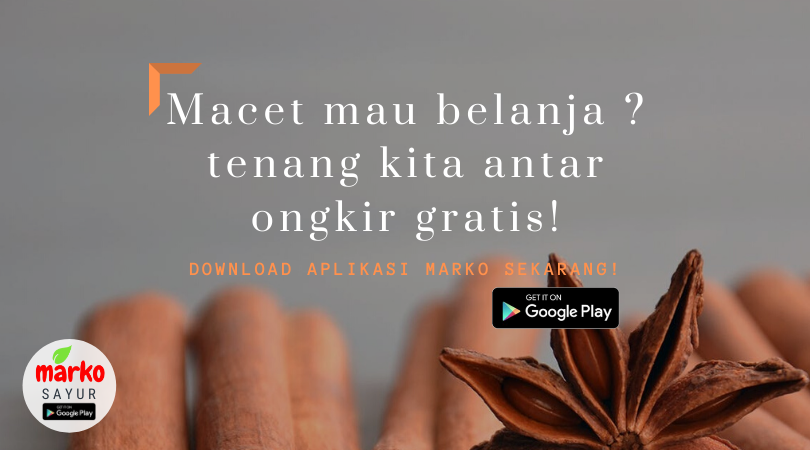 Macet mau belanja ?
tenang kita antar
ongkir gratis!
DOWNLOAD APLIKASI MARKO SEKARANG!
GET IT ON
Google Play
marko
SAYUR
GET IT ON
Google Play